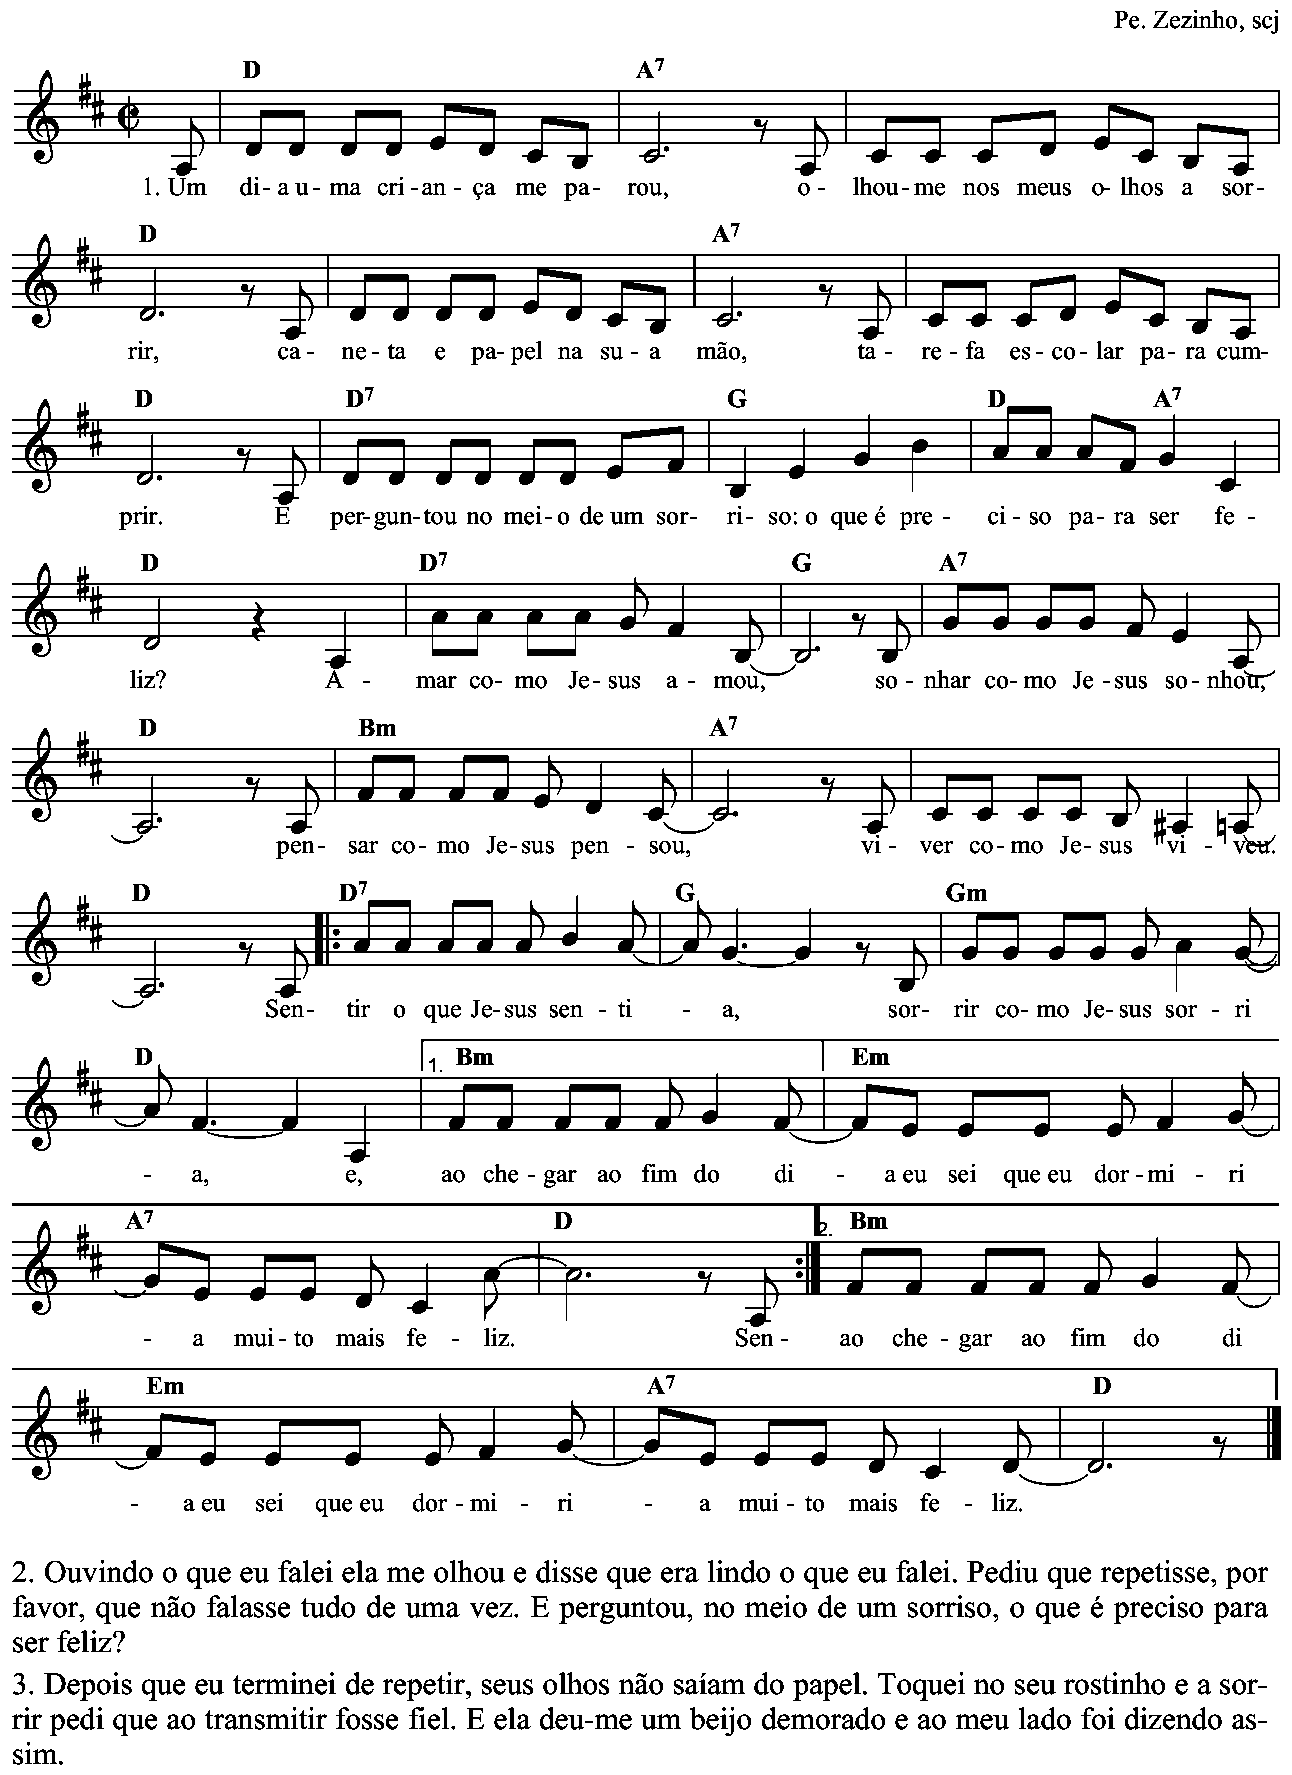 Pe. Zezinho, scj
D A7
1. Um di- a u- ma cri- an- ça me pa- rou, o- lhou- me nos meus o- lhos a sor-
D A7
rir, ca- ne- ta e pa- pel na su- a mão, ta- re- fa es- co- lar pa- ra cum-
D D7 G D A7
prir. E per- gun- tou no mei- o de um sor- ri- so: o que é pre- ci- so pa- ra ser fe-
D D7 G A7
liz? A - mar co- mo Je- sus a- mou, so- nhar co- mo Je- sus so- nhou,
D Bm A7
pen- sar co- mo Je- sus pen- sou, vi- ver co- mo Je- sus vi- veu.
D D7 G Gm
Sen- tir o que Je- sus sen- ti - a, sor- rir co- mo Je- sus sor- ri
D 1. Bm Em
- a, e, ao che- gar ao fim do di - a eu sei que eu dor- mi- ri
A7 D 2. Bm
- a mui- to mais fe- liz. Sen- ao che- gar ao fim do di
Em A7 D
- a eu sei que eu dor- mi- ri - a mui- to mais fe- liz.
2. Ouvindo o que eu falei ela me olhou e disse que era lindo o que eu falei. Pediu que repetisse, por
favor, que não falasse tudo de uma vez. E perguntou, no meio de um sorriso, o que é preciso para
ser feliz?
3. Depois que eu terminei de repetir, seus olhos não saíam do papel. Toquei no seu rostinho e a sor-
rir pedi que ao transmitir fosse fiel. E ela deu-me um beijo demorado e ao meu lado foi dizendo as-
sim.